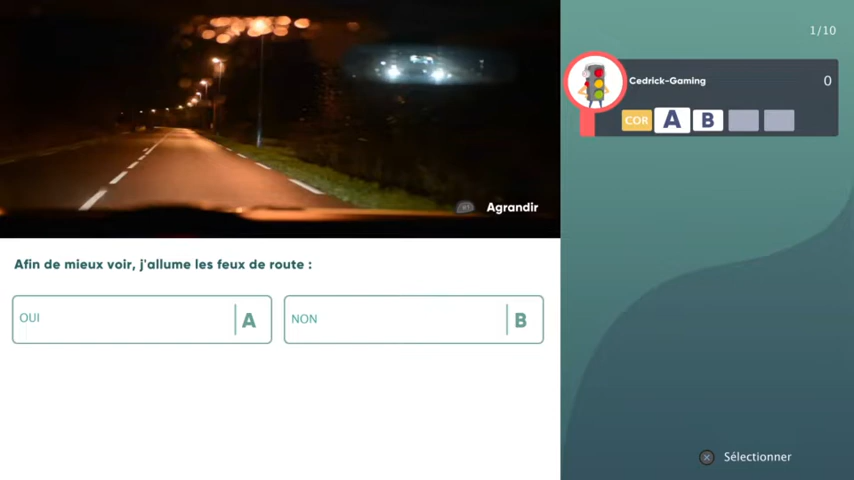 1/10
Cedrick-Gaming
0
COR
A
B
Agrandir
Afin de mieux voir, j'allume les feux de route :
OUI
A
NON
B
Sélectionner